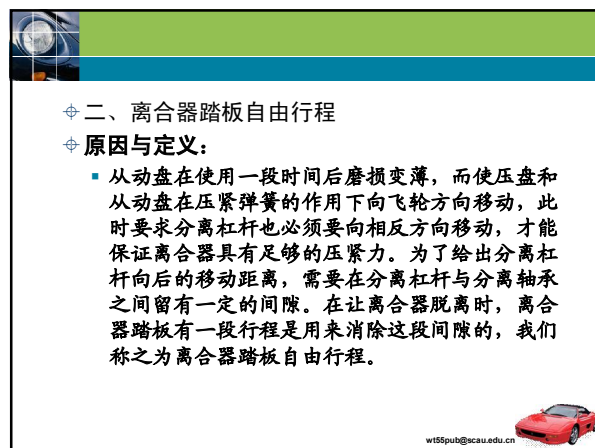 二、离合器踏板自由行程
原因与定义：
从动盘在使用一段时间后磨损变薄，而使压盘和
从动盘在压紧弹簧的作用下向飞轮方向移动，此
时要求分离杠杆也必须要向相反方向移动，才能
保证离合器具有足够的压紧力。为了给出分离杠
杆向后的移动距离，需要在分离杠杆与分离轴承
之间留有一定的间隙。在让离合器脱离时，离合
器踏板有一段行程是用来消除这段间隙的，我们
称之为离合器踏板自由行程。
wt55pub@scau.edu.cn